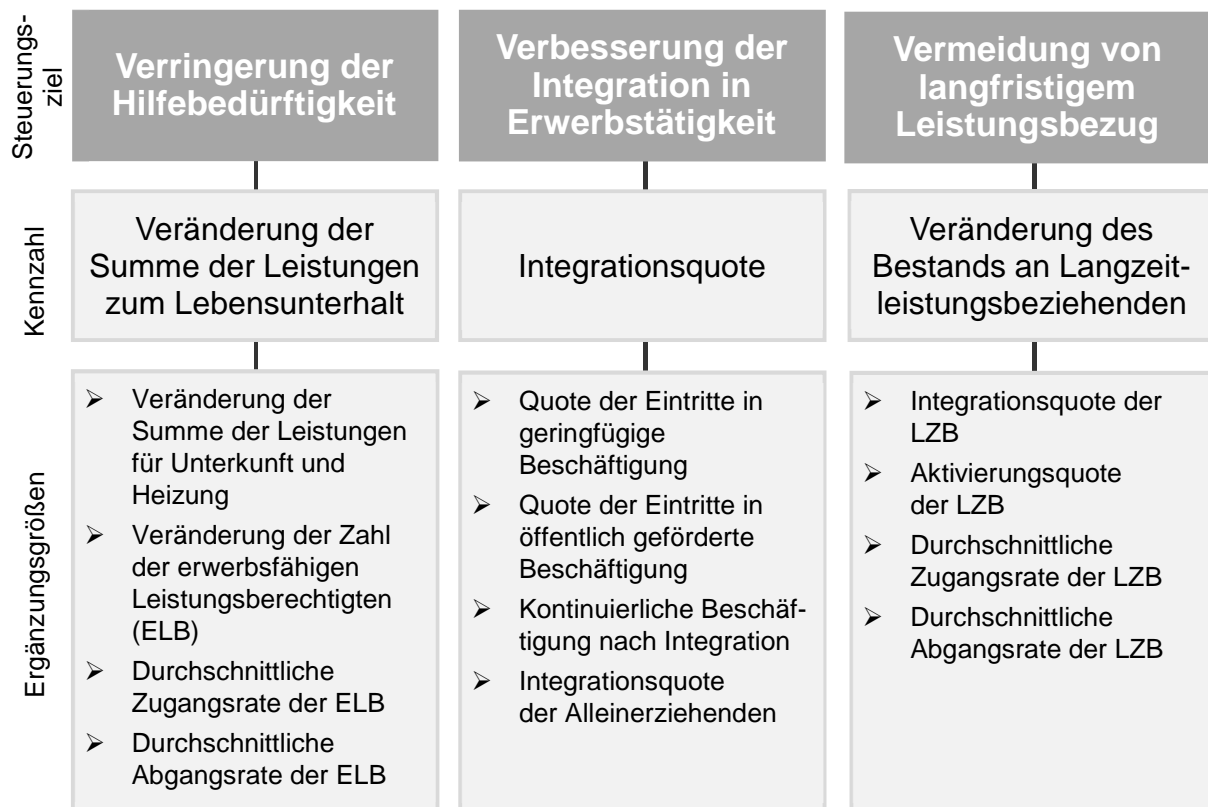 Steuerungs-
ziel
Verringerung der
Hilfebedürftigkeit
Verbesserung der
Integration in
Erwerbstätigkeit
Vermeidung von
langfristigem
Leistungsbezug
Kennzahl
Veränderung der
Summe der Leistungen
zum Lebensunterhalt
Integrationsquote
Veränderung des
Bestands an Langzeit-
leistungsbeziehenden
Ergänzungsgrößen
➢ Veränderung der
Summe der Leistungen
für Unterkunft und
Heizung
➢ Veränderung der Zahl
der erwerbsfähigen
Leistungsberechtigten
(ELB)
➢ Durchschnittliche
Zugangsrate der ELB
➢ Durchschnittliche
Abgangsrate der ELB
➢ Quote der Eintritte in
geringfügige
Beschäftigung
➢ Quote der Eintritte in
öffentlich geförderte
Beschäftigung
➢ Kontinuierliche Beschäf-
tigung nach Integration
➢ Integrationsquote
der Alleinerziehenden
➢ Integrationsquote der
LZB
➢ Aktivierungsquote
der LZB
➢ Durchschnittliche
Zugangsrate der LZB
➢ Durchschnittliche
Abgangsrate der LZB